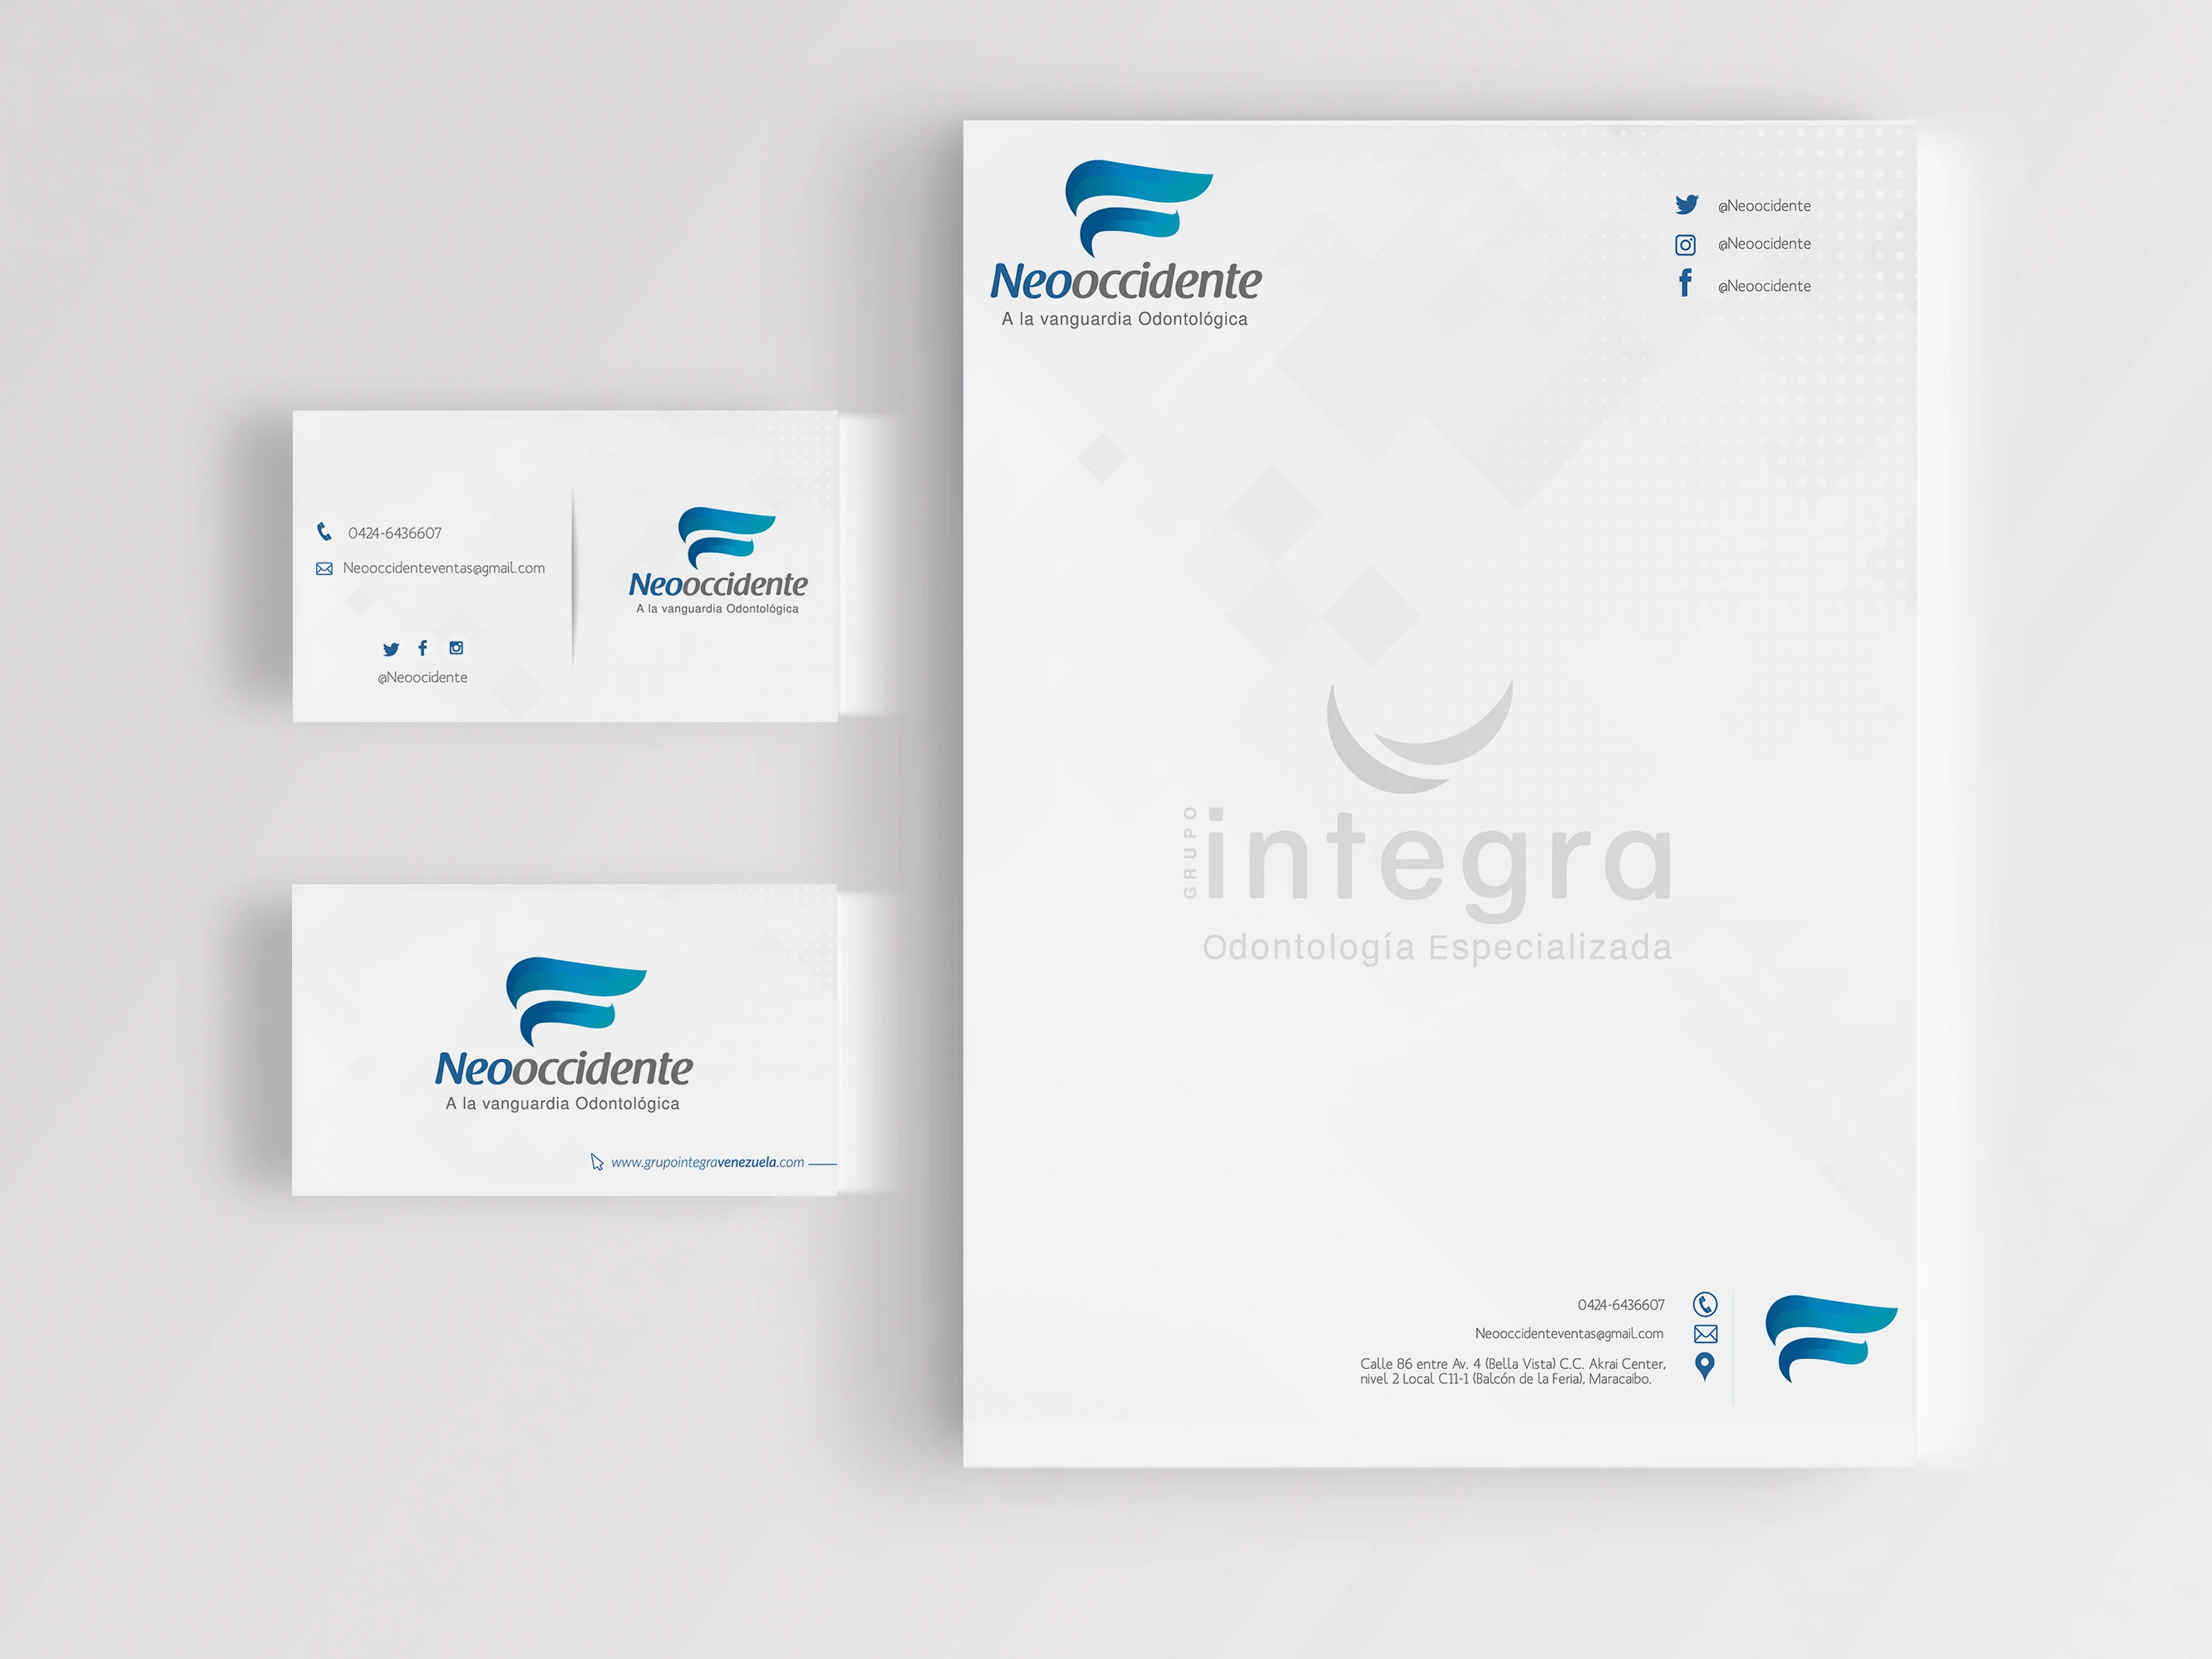 0424-6436607
Neooccidenteventas@gmail.com
@Neoocidente
Neooccidente
A la vanguardia Odontológica
Neooccidente
A la vanguardia Odontológica
www.grupointegravenezuela.com
Neooccidente
A la vanguardia Odontológica
@Neoocidente
@Neoocidente
@Neoocidente
GRUPO
integra
Odontología Especializada
0424-6436607
Neooccidenteventas@gmail.com
Calle 86 entre Av. 4 (Bella Vista) C.C. Akrai Center,
nivel 2 Local C11-1 (Balcón de la Feria), Maracaibo.